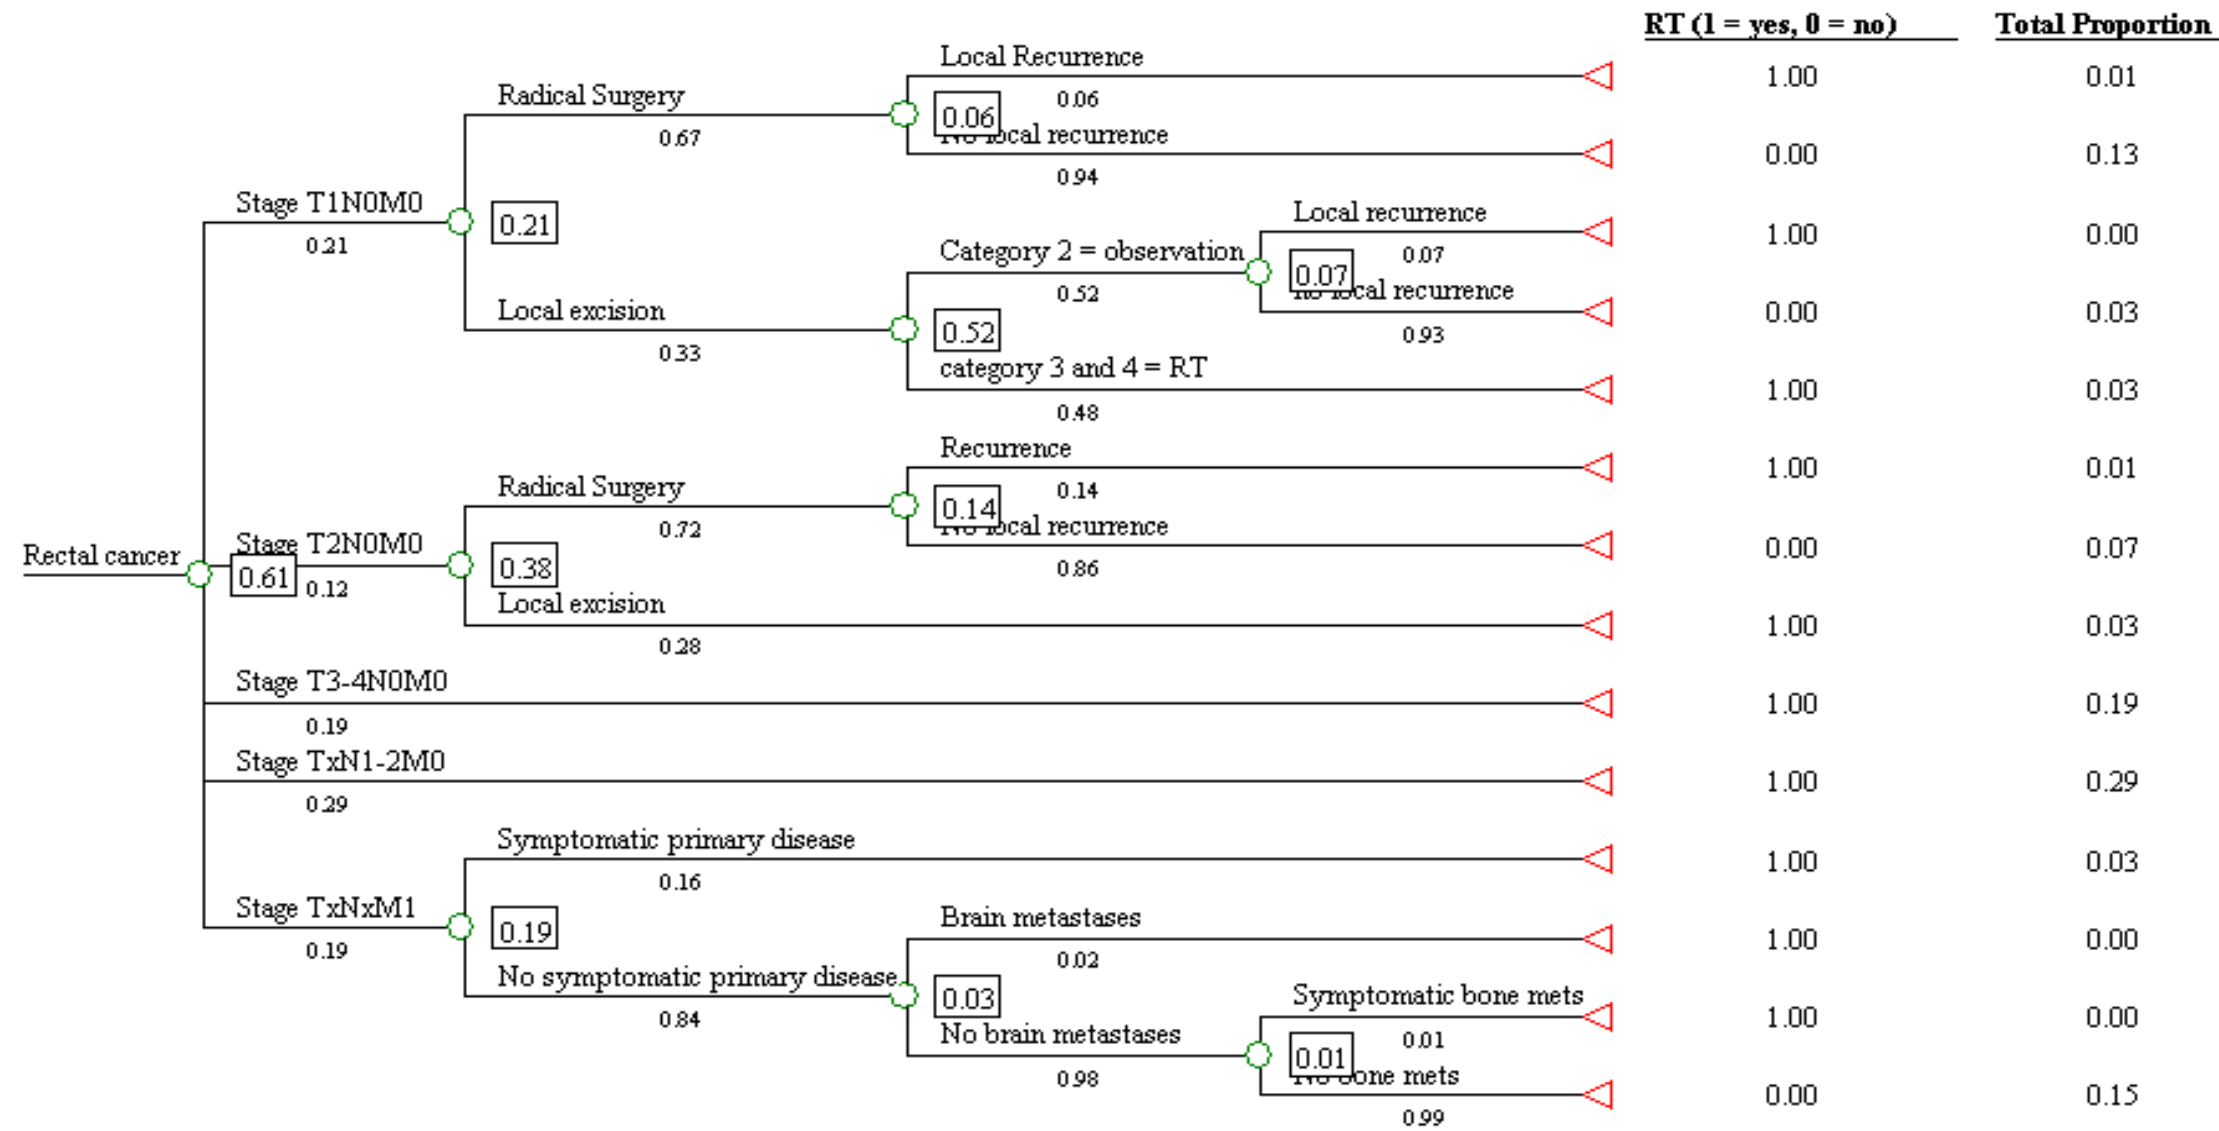 RT (1 = yes, 0 = no) Total Proportion
Local Recurrence
0.06
1.00 0.01
Radical Surgery
0.67
0.06
No local recurrence
0.94
0.00 0.13
Stage T1N0M0
0.21
0.21
Local recurrence
0.07
1.00 0.00
Category 2 = observation
0.52
0.07
no local recurrence
0.93
0.00 0.03
Local excision
0.33
0.52
category 3 and 4 = RT
0.48
1.00 0.03
Recurrence
0.14
1.00 0.01
Radical Surgery
0.72
0.14
No local recurrence
0.86
0.00 0.07
Rectal cancer
0.61
Stage T2N0M0
0.12
0.38
Local excision
0.28
1.00 0.03
Stage T3-4N0M0
0.19
1.00 0.19
Stage TxN1-2M0
0.29
1.00 0.29
Symptomatic primary disease
0.16
1.00 0.03
Stage TxNxM1
0.19
0.19
Brain metastases
0.02
1.00 0.00
No symptomatic primary disease
0.84
0.03
Symptomatic bone mets
0.01
1.00 0.00
No brain metastases
0.98
0.01
No bone mets
0.99
0.00 0.15